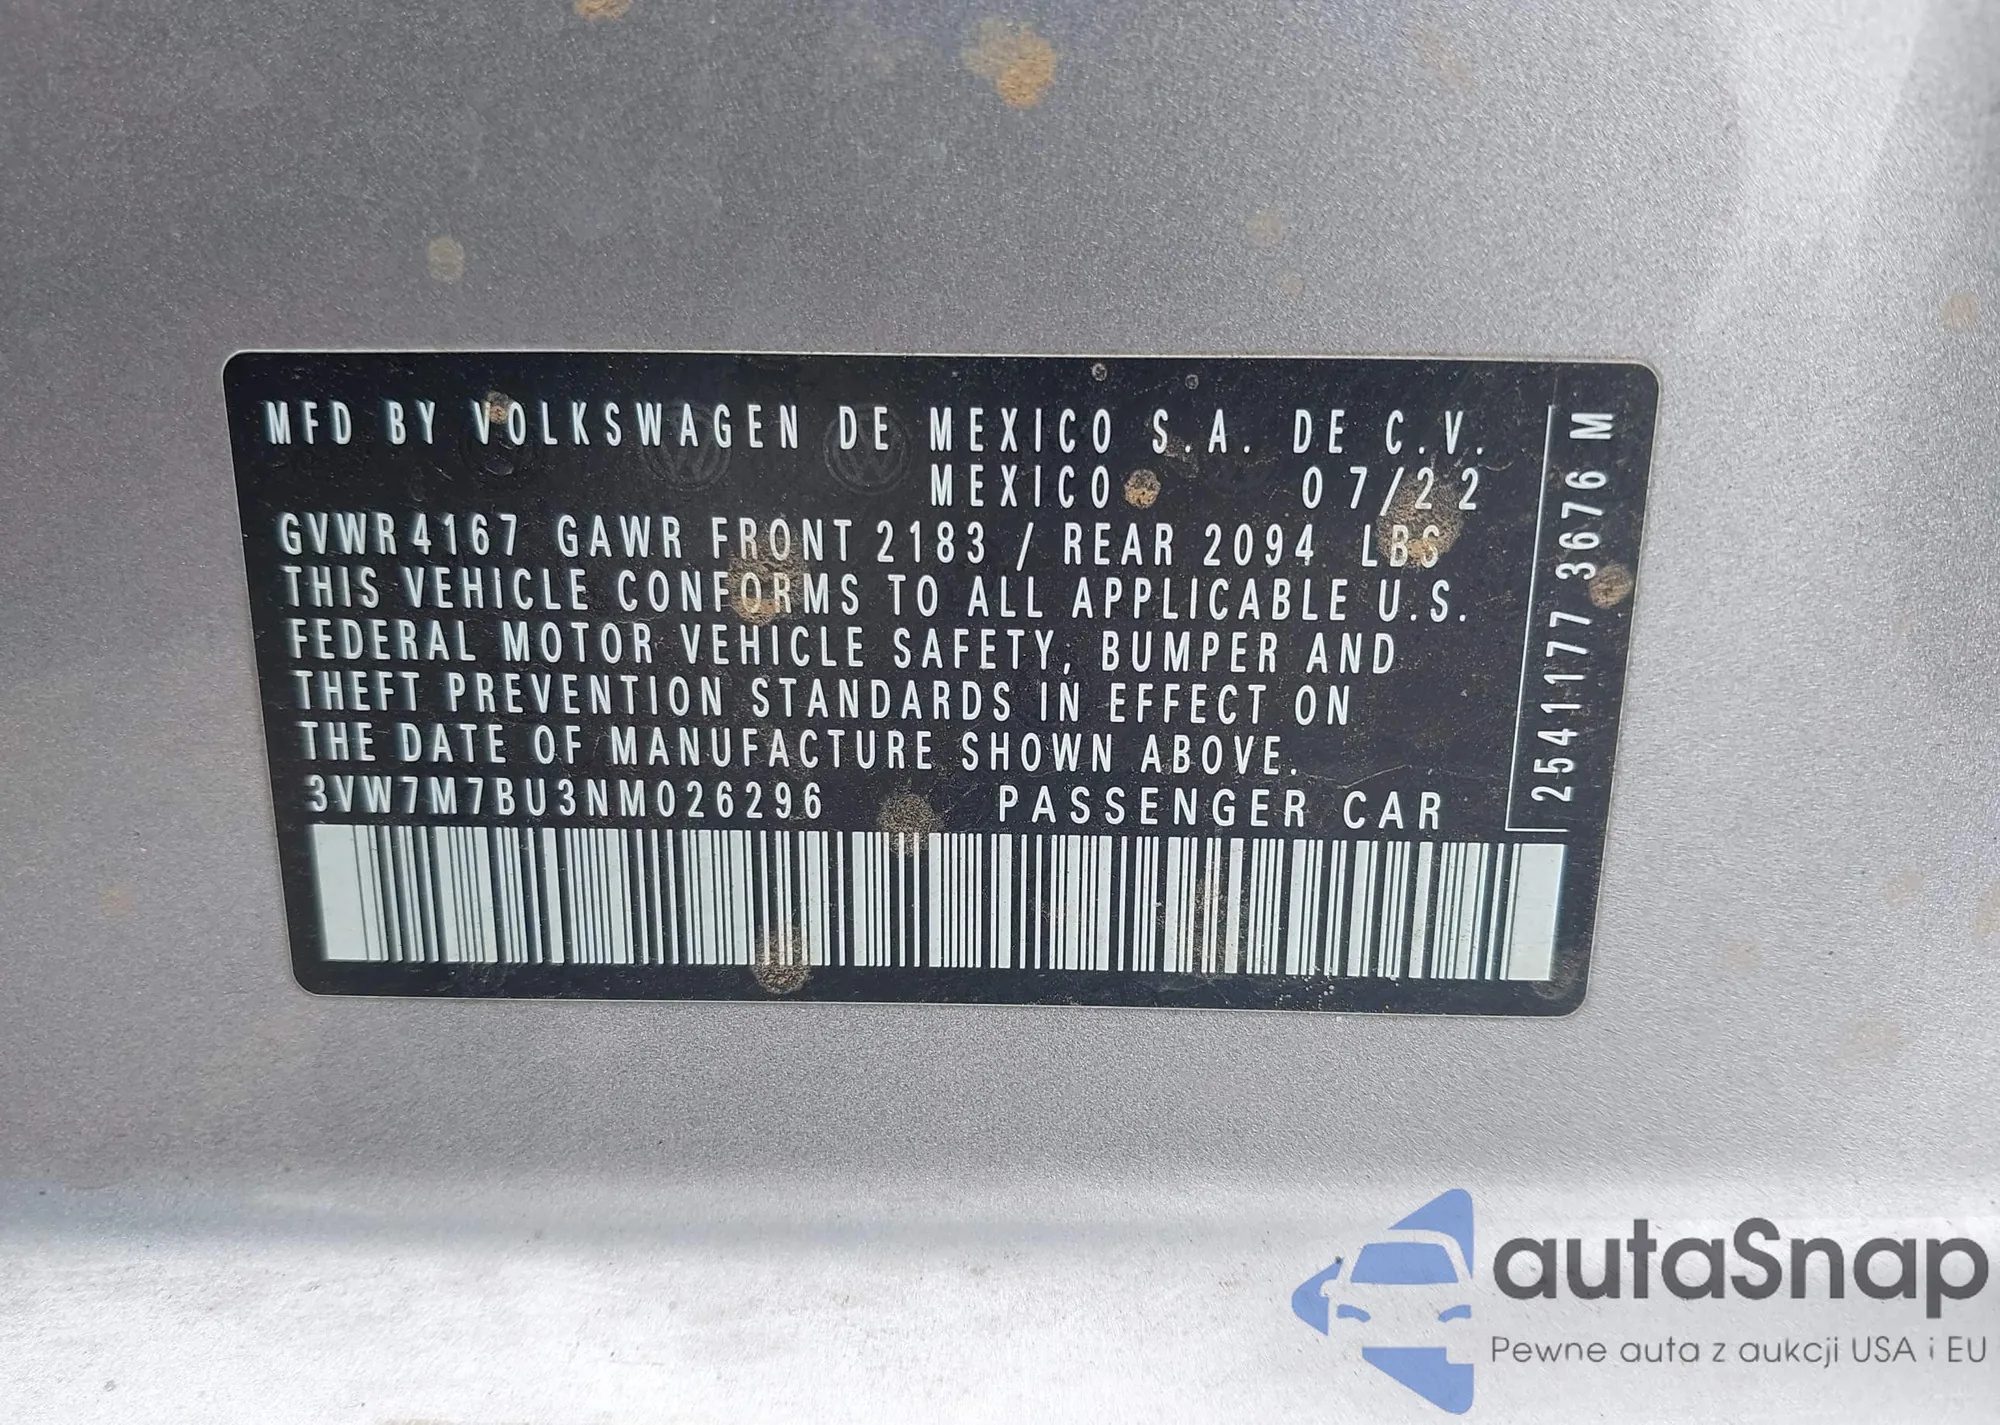 MFD BY VOLKSWAGEN DE MEXICO S.A. DE C.V.
MEXICO 07/22
GVWR 4167 GAWR FRONT 2183 / REAR 2094 LBS
THIS VEHICLE CONFORMS TO ALL APPLICABLE U.S.
FEDERAL MOTOR VEHICLE SAFETY, BUMPER AND
THEFT PREVENTION STANDARDS IN EFFECT ON
THE DATE OF MANUFACTURE SHOWN ABOVE.
3VW7M7BU3NM026296 PASSENGER CAR
2541177 3676 M
autaSnap
Pewne auta z aukcji USA i EU